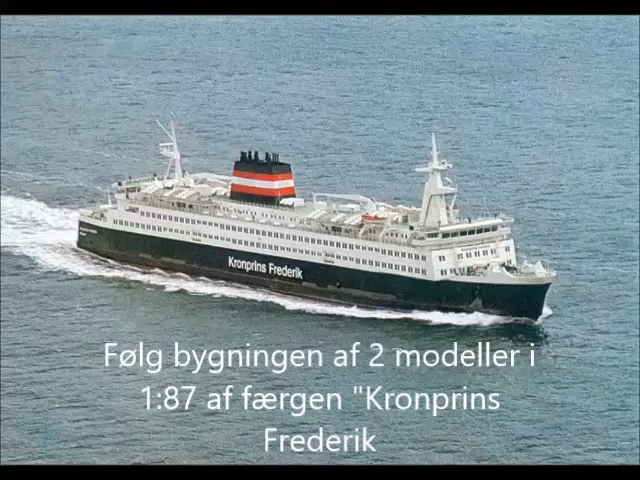 Kronprins Frederik
Følg bygningen af 2 modeller i
1:87 af færgen "Kronprins
Frederik